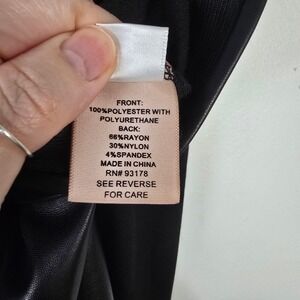 FRONT:
100%POLYESTER WITH
POLYURETHANE
BACK:
66%RAYON
30%NYLON
4%SPANDEX
MADE IN CHINA
RN# 93178
SEE REVERSE
FOR CARE